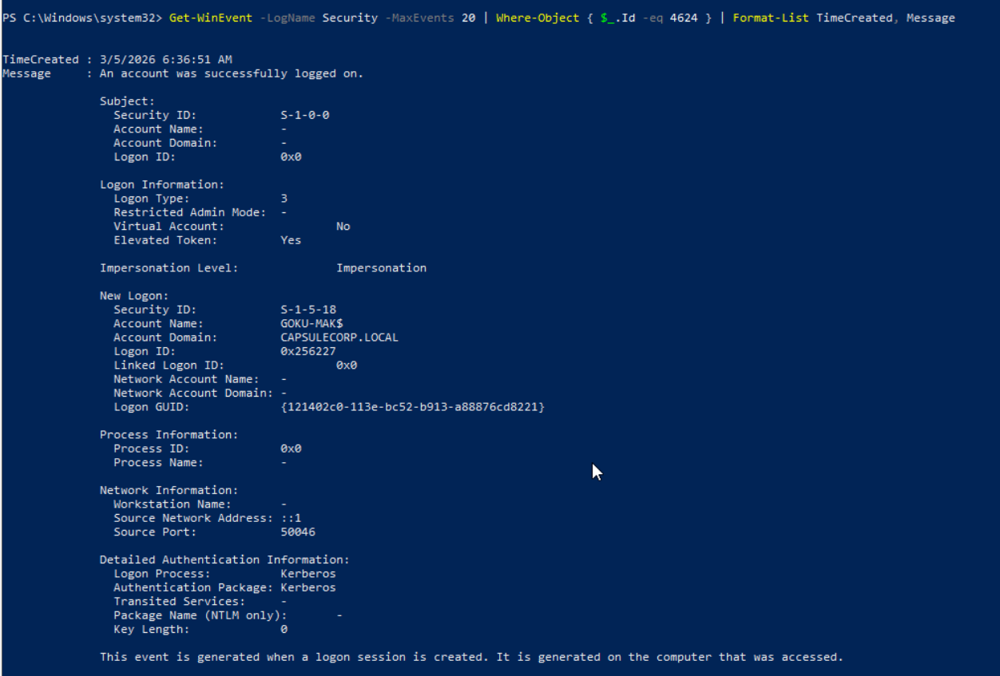 PS C:\Windows\system32> Get-WinEvent -LogName Security -MaxEvents 20 | Where-Object { $_.Id -eq 4624 } | Format-List TimeCreated, Message
TimeCreated : 3/5/2026 6:36:51 AM
Message     : An account was successfully logged on.
Subject:
Security ID: S-1-0-0
Account Name: -
Account Domain: -
Logon ID: 0x0
Logon Information:
Logon Type: 3
Restricted Admin Mode: -
Virtual Account: No
Elevated Token: Yes
Impersonation Level: Impersonation
New Logon:
Security ID: S-1-5-18
Account Name: GOKU-MAK$
Account Domain: CAPSULECORP.LOCAL
Logon ID: 0x256227
Linked Logon ID: 0x0
Network Account Name: -
Network Account Domain: -
Logon GUID: {121402c0-113e-bc52-b913-a88876cd8221}
Process Information:
Process ID: 0x0
Process Name: -
Network Information:
Workstation Name: -
Source Network Address: ::1
Source Port: 50046
Detailed Authentication Information:
Logon Process: Kerberos
Authentication Package: Kerberos
Transited Services: -
Package Name (NTLM only): -
Key Length: 0
This event is generated when a logon session is created. It is generated on the computer that was accessed.